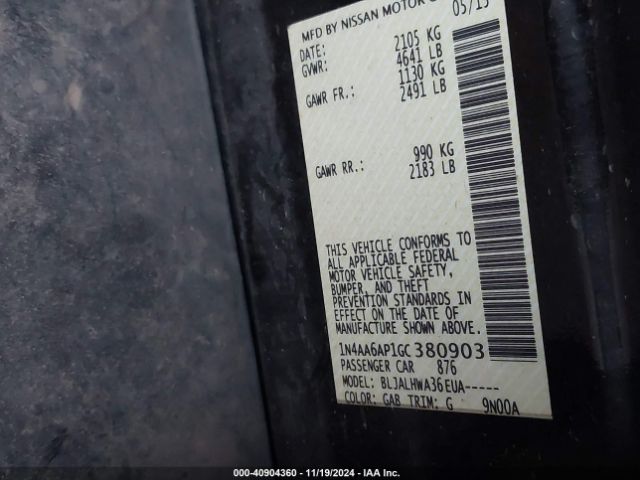 MFD BY NISSAN MOTOR
DATE: 05/15
GVWR: 2105 KG
4641 LB
GAWR FR.: 1130 KG
2491 LB
GAWR RR.: 990 KG
2183 LB
THIS VEHICLE CONFORMS TO
ALL APPLICABLE FEDERAL
MOTOR VEHICLE SAFETY,
BUMPER, AND THEFT
PREVENTION STANDARDS IN
EFFECT ON THE DATE OF
MANUFACTURE SHOWN ABOVE.
1N4AA6AP1GC380903
PASSENGER CAR 876
MODEL: BLJALHWA36EUA-----
COLOR: GAB TRIM: G 9N00A
000-40904360 - 11/19/2024 - IAA Inc.